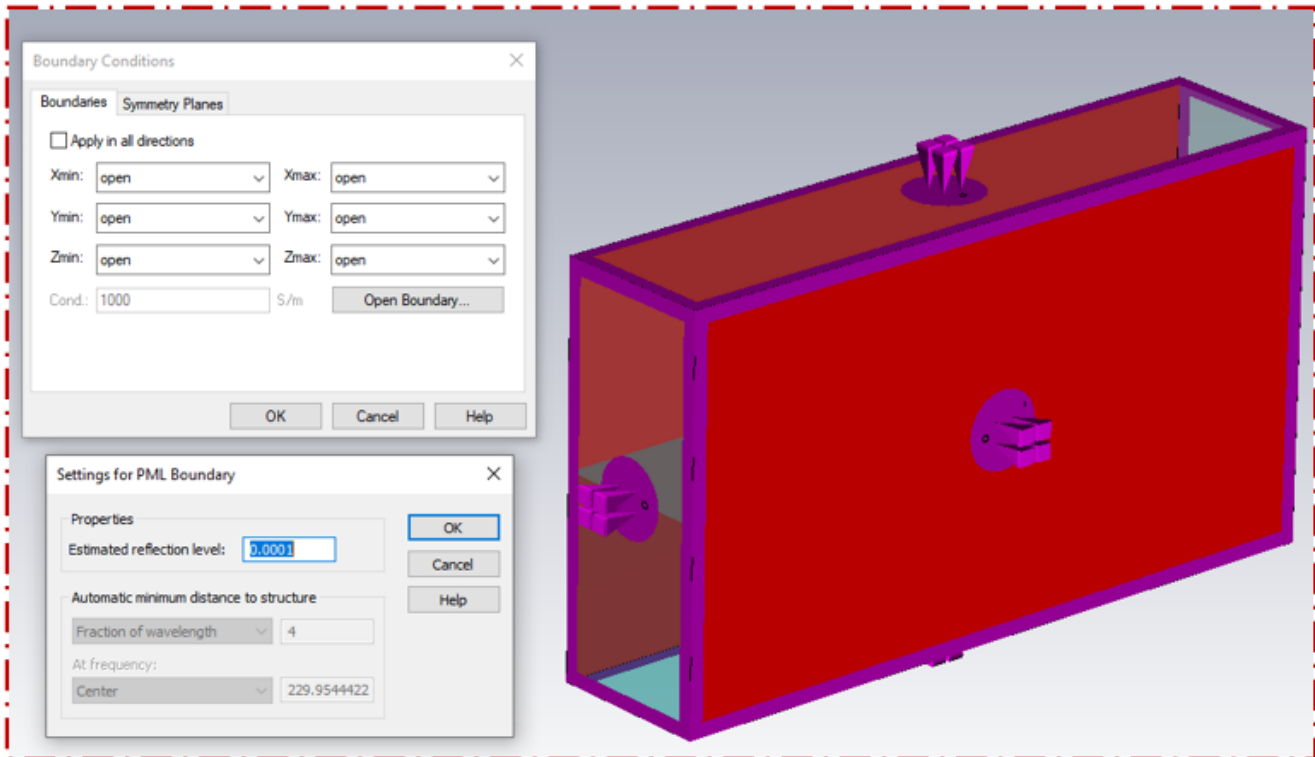 Boundary Conditions
Boundaries Symmetry Planes
Apply in all directions
Xmin: open Xmax: open
Ymin: open Ymax: open
Zmin: open Zmax: open
Cond.: 1000 S/m Open Boundary...
OK Cancel Help
Settings for PML Boundary
Properties
Estimated reflection level: 0.0001
OK
Cancel
Help
Automatic minimum distance to structure
Fraction of wavelength 4
At frequency:
Center 229.9544422